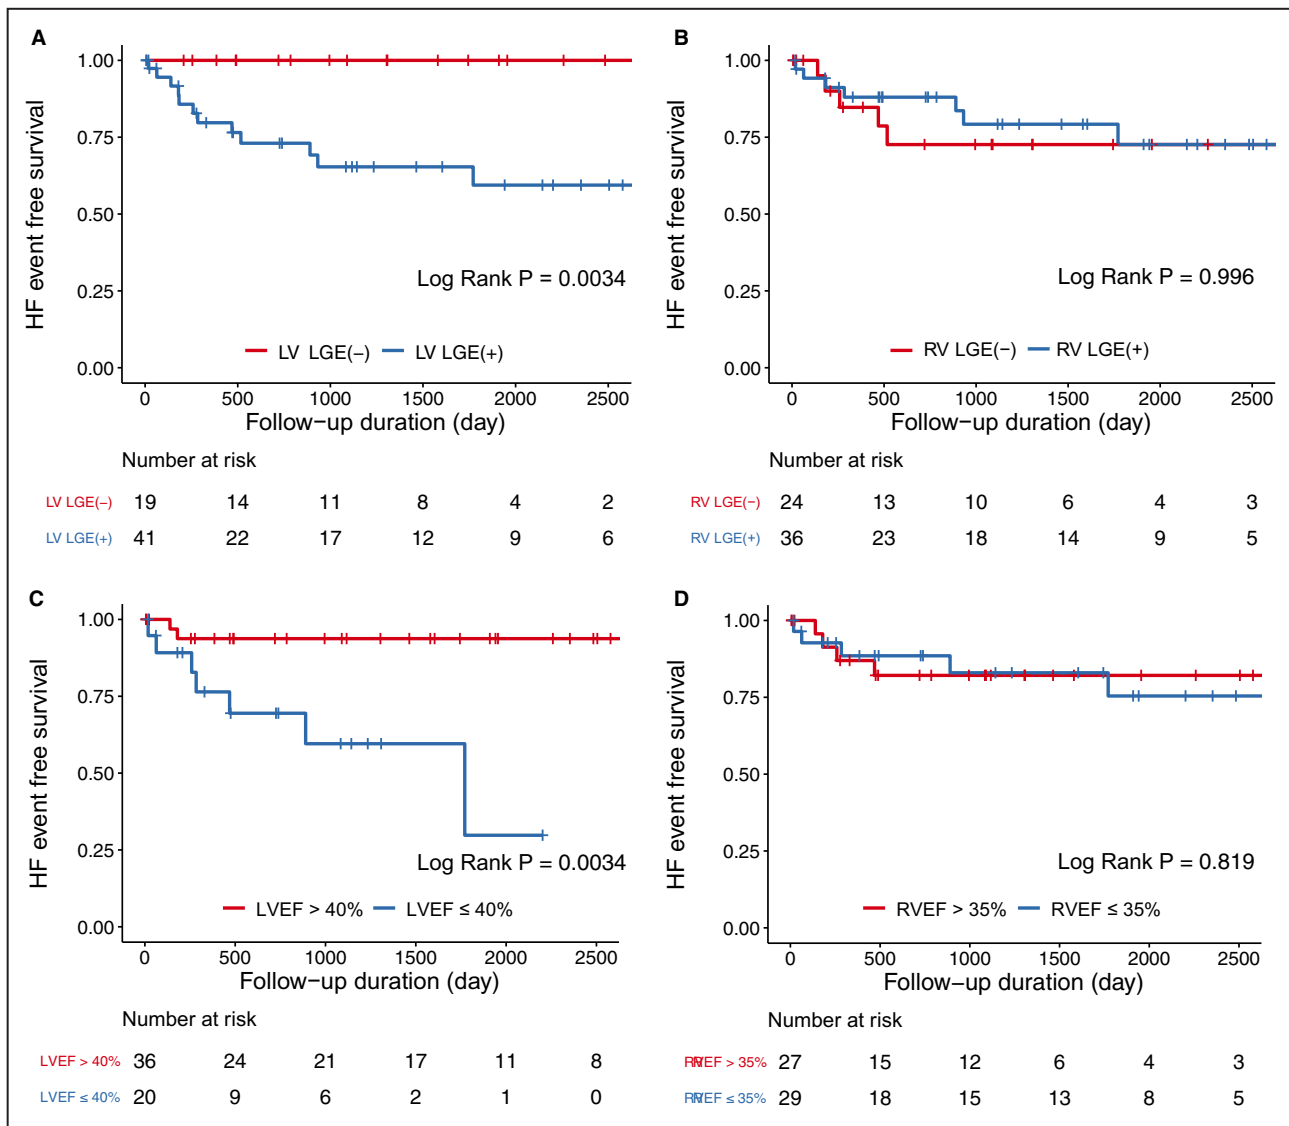 A
HF event free survival
1.00
0.75
0.50
0.25
0.00
Log Rank P = 0.0034
LV LGE(−) LV LGE(+)
0 500 1000 1500 2000 2500
Follow−up duration (day)
Number at risk
LV LGE(−) 19 14 11 8 4 2
LV LGE(+) 41 22 17 12 9 6
B
HF event free survival
1.00
0.75
0.50
0.25
0.00
Log Rank P = 0.996
RV LGE(−) RV LGE(+)
0 500 1000 1500 2000 2500
Follow−up duration (day)
Number at risk
RV LGE(−) 24 13 10 6 4 3
RV LGE(+) 36 23 18 14 9 5
C
HF event free survival
1.00
0.75
0.50
0.25
0.00
Log Rank P = 0.0034
LVEF > 40% LVEF ≤ 40%
0 500 1000 1500 2000 2500
Follow−up duration (day)
Number at risk
LVEF > 40% 36 24 21 17 11 8
LVEF ≤ 40% 20 9 6 2 1 0
D
HF event free survival
1.00
0.75
0.50
0.25
0.00
Log Rank P = 0.819
RVEF > 35% RVEF ≤ 35%
0 500 1000 1500 2000 2500
Follow−up duration (day)
Number at risk
RVEF > 35% 27 15 12 6 4 3
RVEF ≤ 35% 29 18 15 13 8 5